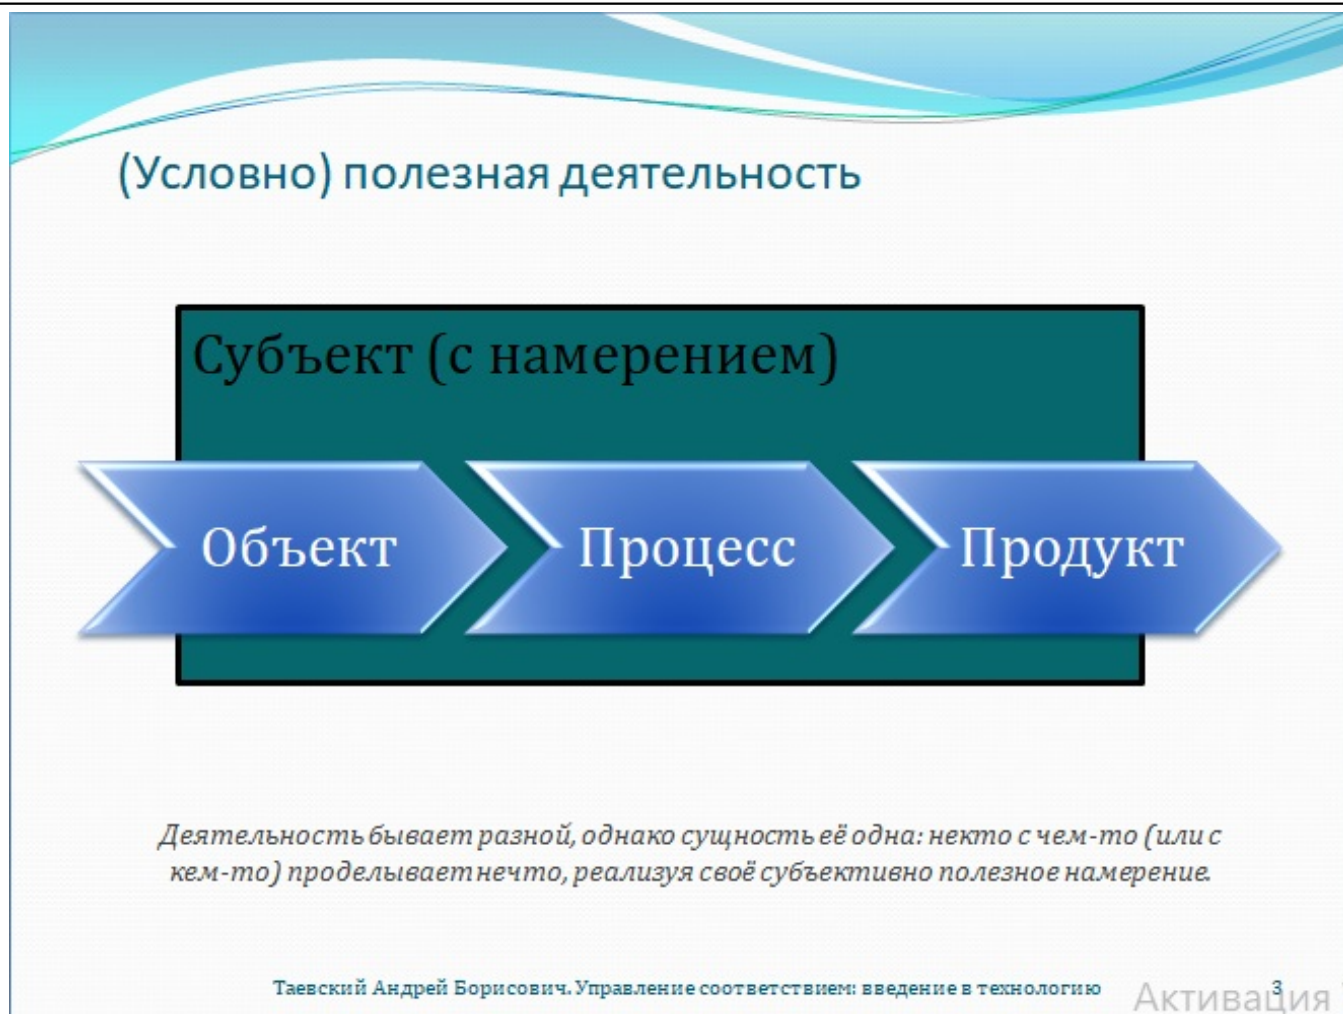 (Условно) полезная деятельность
Субъект (с намерением)
Объект
Процесс
Продукт
Деятельность бывает разной, однако сущность её одна: некто с чем-то (или с
кем-то) проделывает нечто, реализуя своё субъективно полезное намерение.
Таевский Андрей Борисович. Управление соответствием: введение в технологию
3
Активация